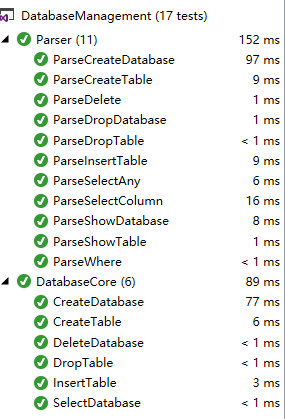 DatabaseManagement (17 tests)
Parser (11) 152 ms
ParseCreateDatabase 97 ms
ParseCreateTable 9 ms
ParseDelete 1 ms
ParseDropDatabase 1 ms
ParseDropTable < 1 ms
ParseInsertTable 9 ms
ParseSelectAny 6 ms
ParseSelectColumn 16 ms
ParseShowDatabase 8 ms
ParseShowTable 1 ms
ParseWhere < 1 ms
DatabaseCore (6) 89 ms
CreateDatabase 77 ms
CreateTable 6 ms
DeleteDatabase < 1 ms
DropTable < 1 ms
InsertTable 3 ms
SelectDatabase < 1 ms